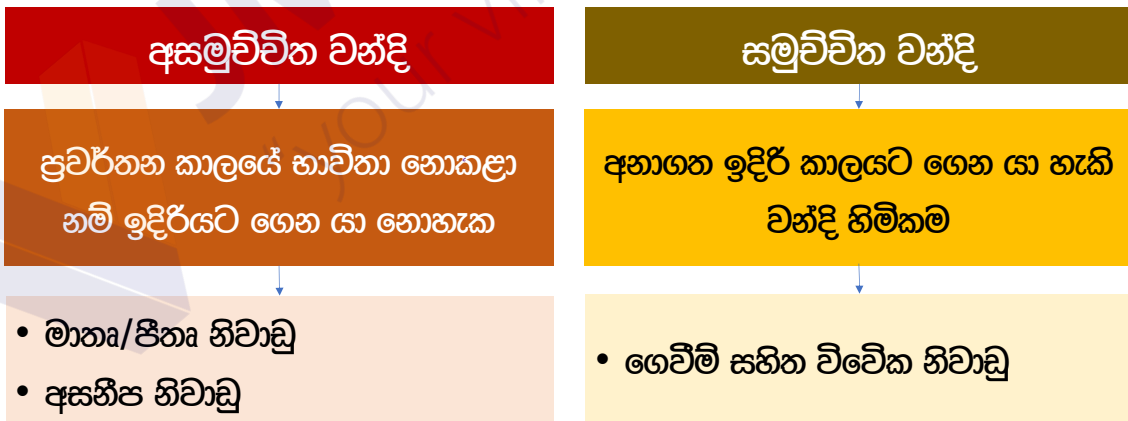 අසමුච්චිත වන්දි
ප්‍රවර්තන කාලයේ භාවිතා නොකළා
නම් ඉදිරියට ගෙන යා නොහැක
• මාතෘ/පීතෘ නිවාඩු
• අසනීප නිවාඩු
සමුච්චිත වන්දි
අනාගත ඉදිරි කාලයට ගෙන යා හැකි
වන්දි හිමිකම
• ගෙවීම් සහිත විවේක නිවාඩු
your